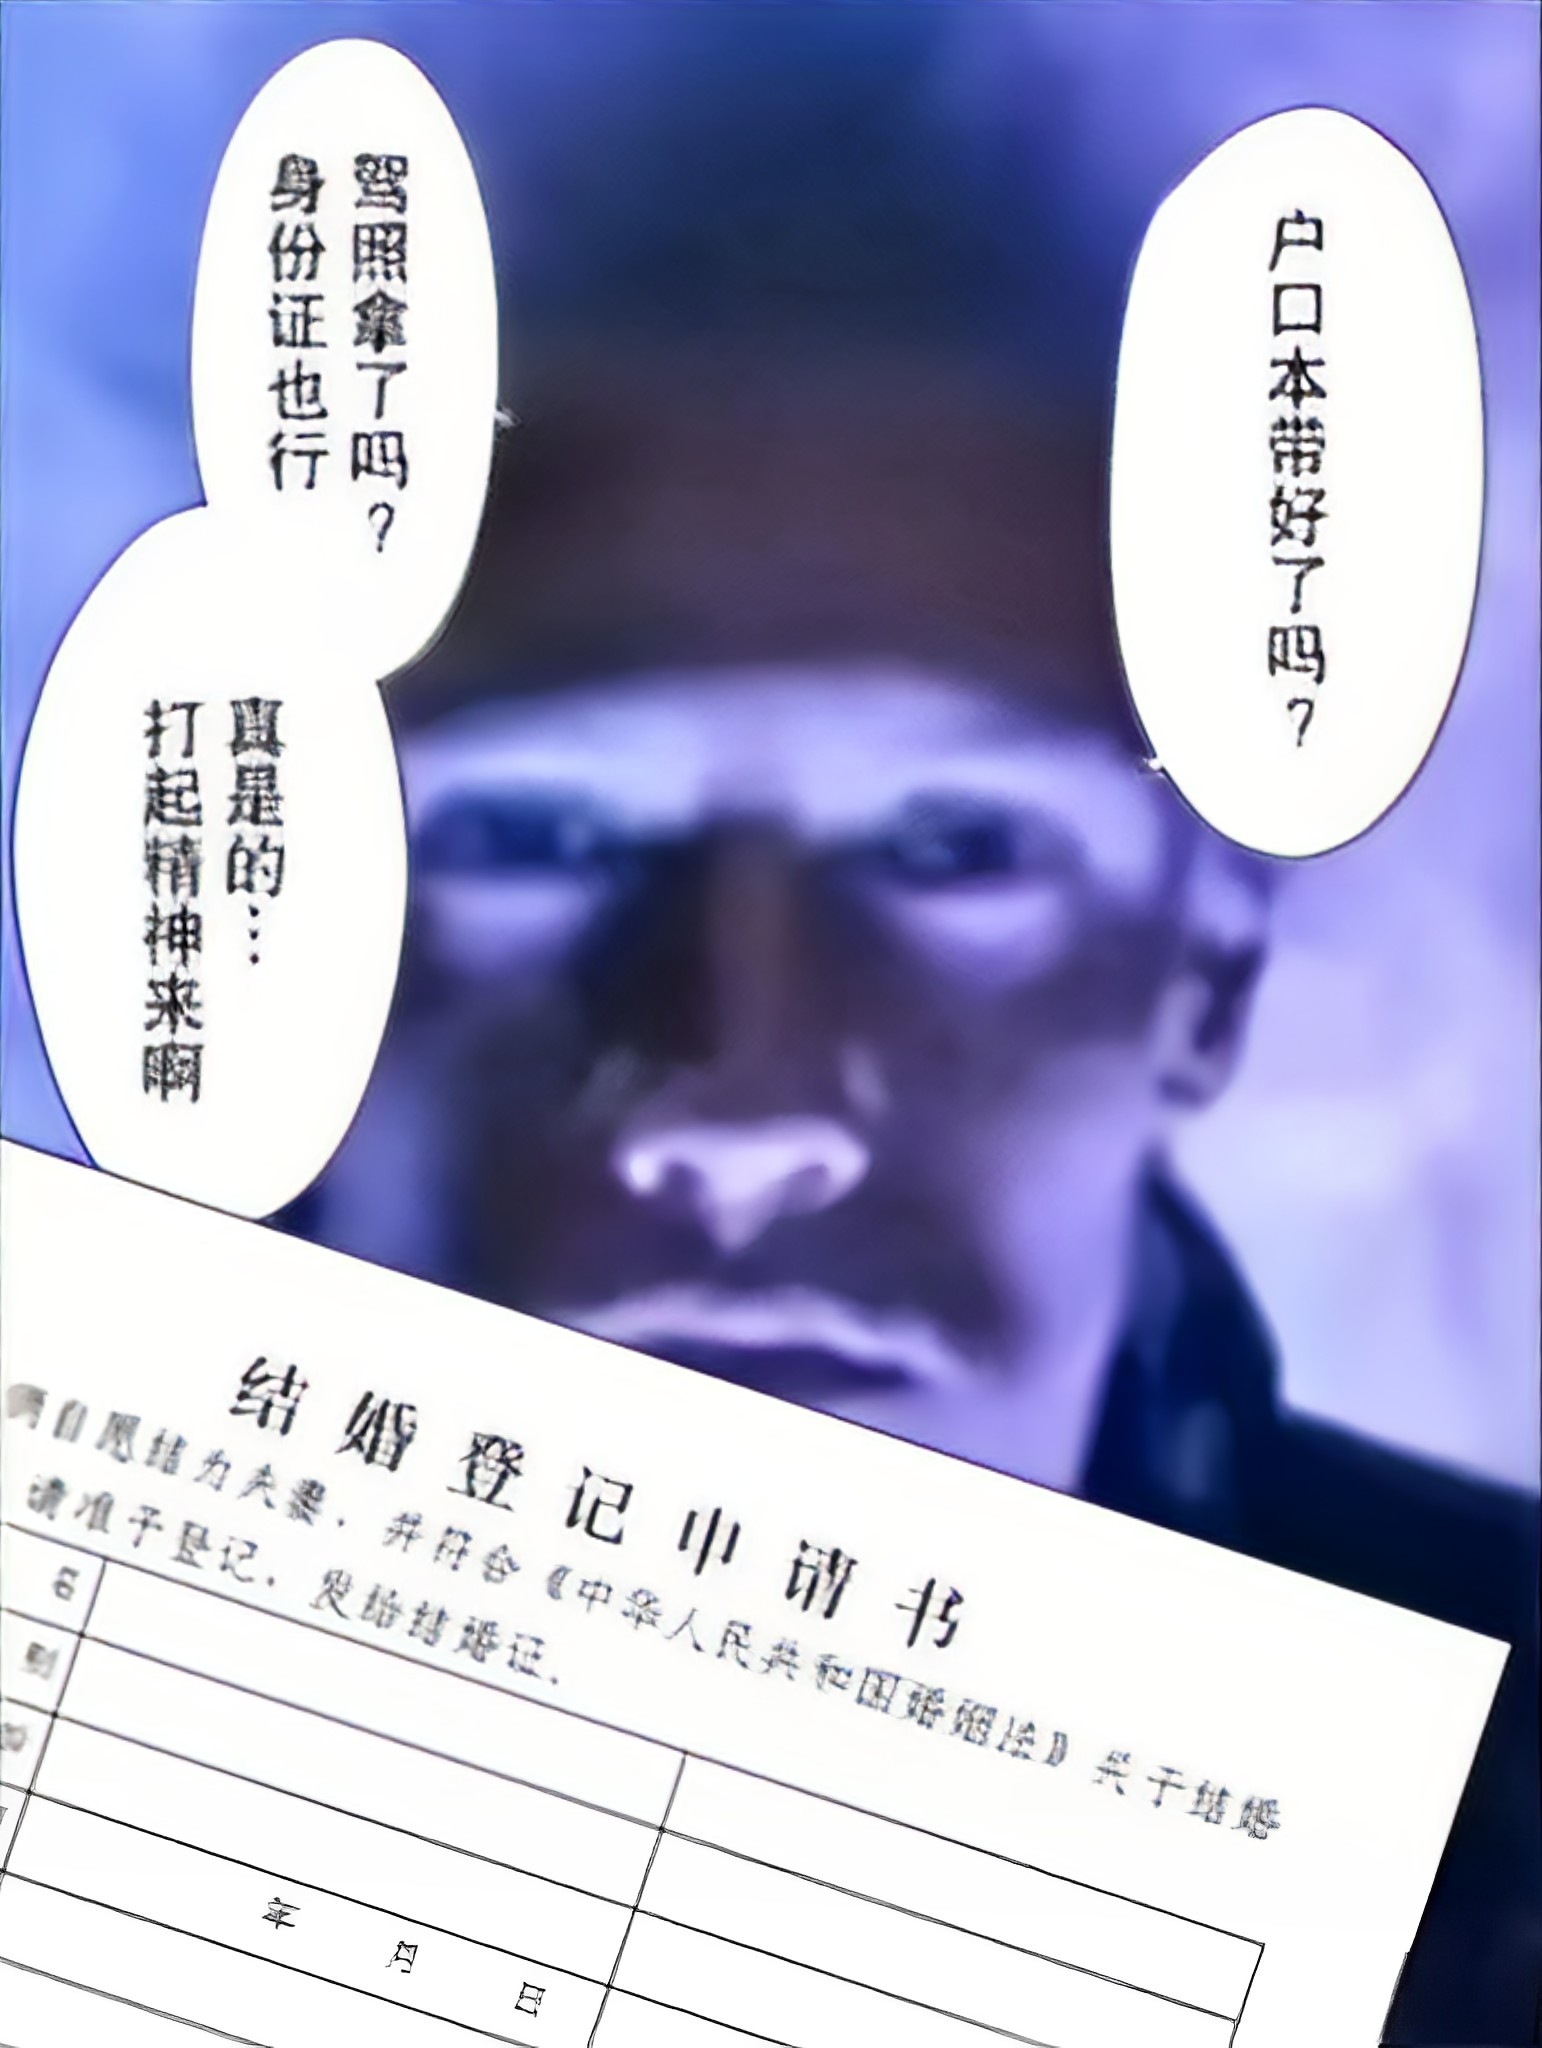 户口本带好了吗？
驾照拿了吗？
身份证也行
真是的…
打起精神来啊
结婚登记申请书
自愿结为夫妻，并符合《中华人民共和国婚姻法》关于结婚
请准予登记，发给结婚证．
名
别
年 月 日